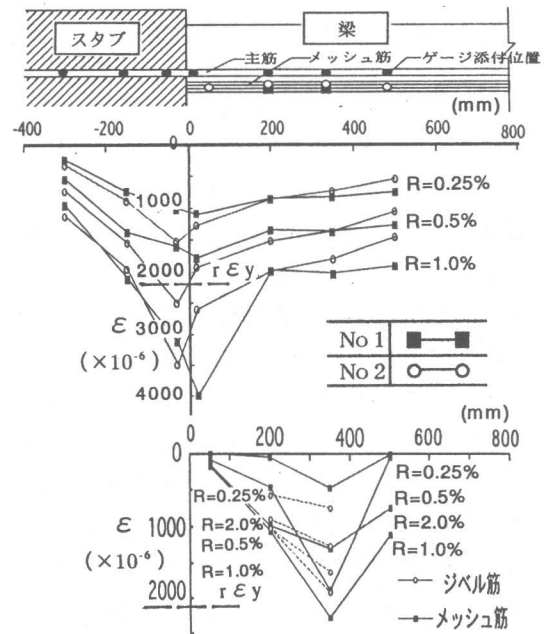 スタブ
梁
主筋 メッシュ筋 ゲージ添付位置
(mm)
-400 -200 0 200 400 600 800
1000
2000
3000
4000
rεy
ε
(×10⁻⁶)
R=0.25%
R=0.5%
R=1.0%
No 1
No 2
(mm)
0 200 400 600 800
0
1000
2000
ε
(×10⁻⁶)
rεy
R=0.25%
R=2.0%
R=0.5%
R=1.0%
R=0.25%
R=0.5%
R=2.0%
R=1.0%
ジベル筋
メッシュ筋